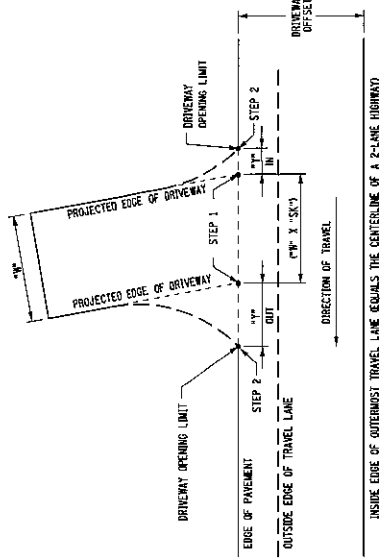 DRIVEWAY
OFFSET
"W"
PROJECTED EDGE OF DRIVEWAY
PROJECTED EDGE OF DRIVEWAY
DRIVEWAY
OPENING LIMIT
DRIVEWAY OPENING LIMIT
STEP 1
STEP 2
STEP 2
"Y"
OUT
"Y"
IN
("W" X "SK")
EDGE OF PAVEMENT
OUTSIDE EDGE OF TRAVEL LANE
DIRECTION OF TRAVEL
INSIDE EDGE OF OUTERMOST TRAVEL LANE (EQUALS THE CENTERLINE OF A 2-LANE HIGHWAY)